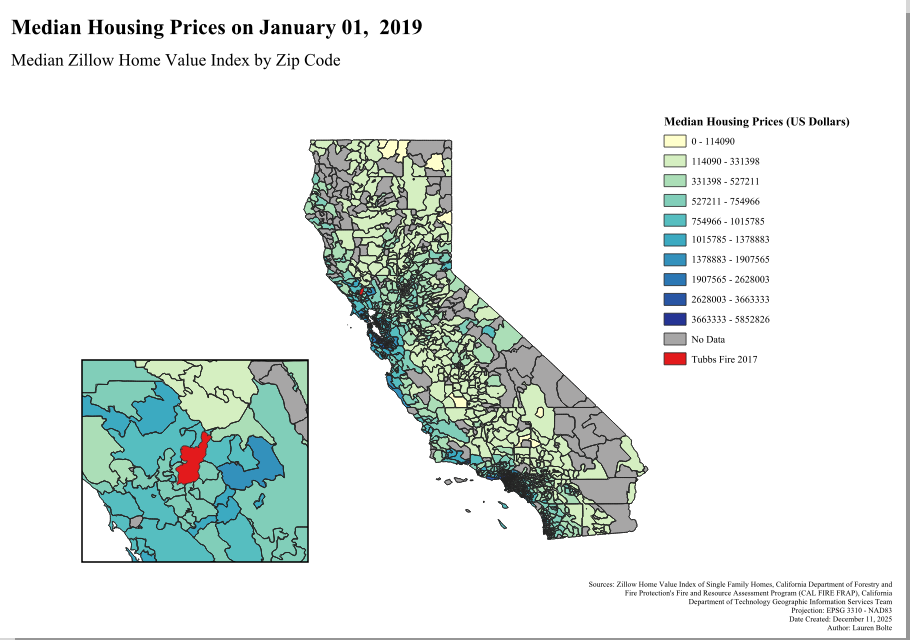 Median Housing Prices on January 01,  2019
Median Zillow Home Value Index by Zip Code
Median Housing Prices (US Dollars)
0 - 114090
114090 - 331398
331398 - 527211
527211 - 754966
754966 - 1015785
1015785 - 1378883
1378883 - 1907565
1907565 - 2628003
2628003 - 3663333
3663333 - 5852826
No Data
Tubbs Fire 2017
Sources: Zillow Home Value Index of Single Family Homes, California Department of Forestry and
Fire Protection's Fire and Resource Assessment Program (CAL FIRE FRAP), California
Department of Technology Geographic Information Services Team
Projection: EPSG 3310 - NAD83
Date Created: December 11, 2025
Author: Lauren Bolte